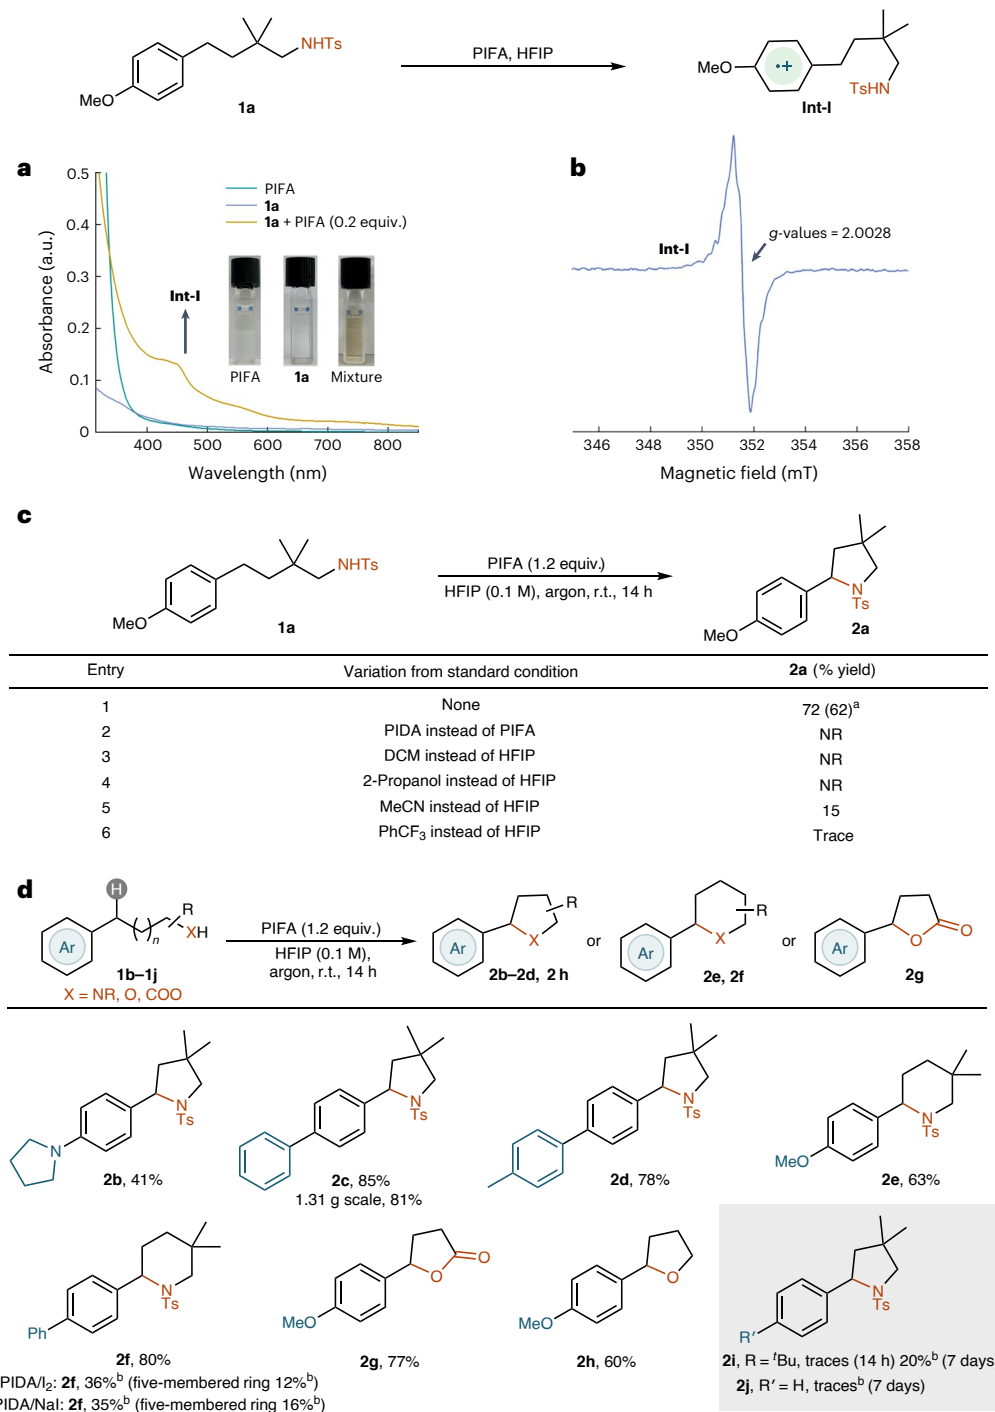 NHTs
MeO
1a
PIFA, HFIP
MeO
•+
TsHN
Int-I
a
0.5
0.4
0.3
0.2
0.1
0
Absorbance (a.u.)
PIFA
1a
1a + PIFA (0.2 equiv.)
Int-I
PIFA 1a Mixture
400 500 600 700 800
Wavelength (nm)
b
Int-I
g-values = 2.0028
346 348 350 352 354 356 358
Magnetic field (mT)
c
NHTs
MeO
1a
PIFA (1.2 equiv.)
HFIP (0.1 M), argon, r.t., 14 h
N
Ts
MeO
2a
Entry Variation from standard condition 2a (% yield)
1 None 72 (62)ᵃ
2 PIDA instead of PIFA NR
3 DCM instead of HFIP NR
4 2-Propanol instead of HFIP NR
5 MeCN instead of HFIP 15
6 PhCF₃ instead of HFIP Trace
d
H
R
XH
Ar
n
1b–1j
X = NR, O, COO
PIFA (1.2 equiv.)
HFIP (0.1 M),
argon, r.t., 14 h
R
X
Ar
2b–2d, 2h
or
R
X
Ar
2e, 2f
or
O
O
Ar
2g
N
Ts
N
2b, 41%
N
Ts
2c, 85%
1.31 g scale, 81%
N
Ts
2d, 78%
N
Ts
MeO
2e, 63%
N
Ts
Ph
2f, 80%
PIDA/I₂: 2f, 36%ᵇ (five-membered ring 12%ᵇ)
PIDA/NaI: 2f, 35%ᵇ (five-membered ring 16%ᵇ)
O
O
MeO
2g, 77%
O
MeO
2h, 60%
N
Ts
R′
2i, R = ᵗBu, traces (14 h) 20%ᵇ (7 days)
2j, R′ = H, tracesᵇ (7 days)